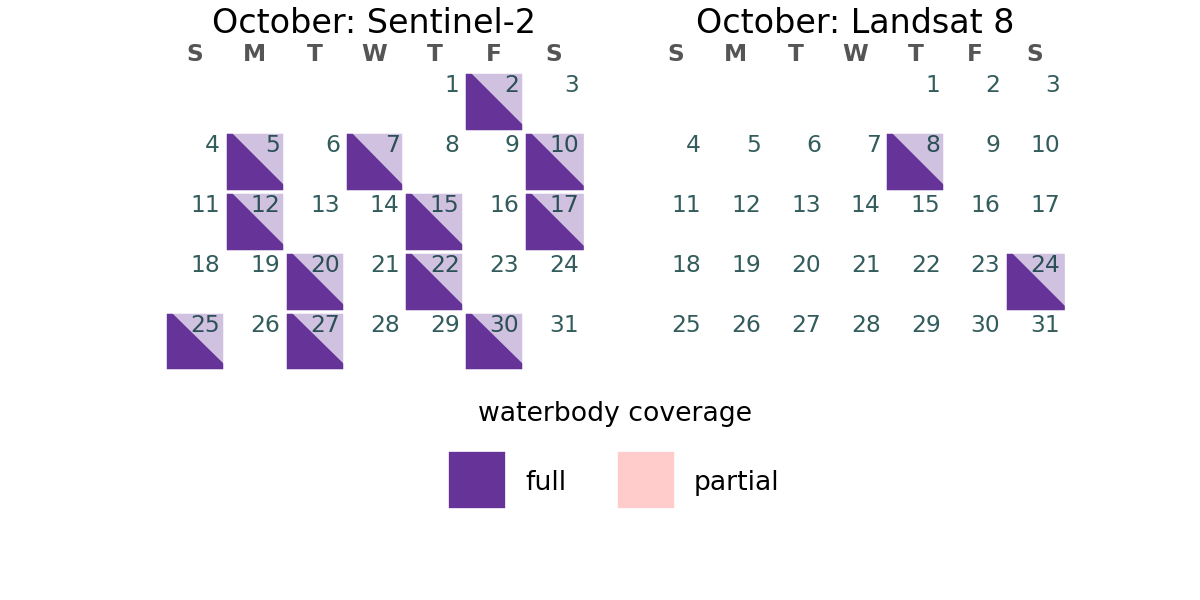 October: Sentinel-2
S M T W T F S
1 2 3
4 5 6 7 8 9 10
11 12 13 14 15 16 17
18 19 20 21 22 23 24
25 26 27 28 29 30 31
October: Landsat 8
S M T W T F S
1 2 3
4 5 6 7 8 9 10
11 12 13 14 15 16 17
18 19 20 21 22 23 24
25 26 27 28 29 30 31
waterbody coverage
full partial